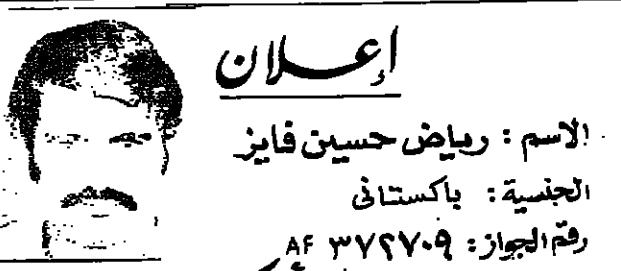 إعلان
الاسم : رياض حسين فايز
الجنسية : باكستاني
رقم الجواز : AF ٣٧٢٧٠٩